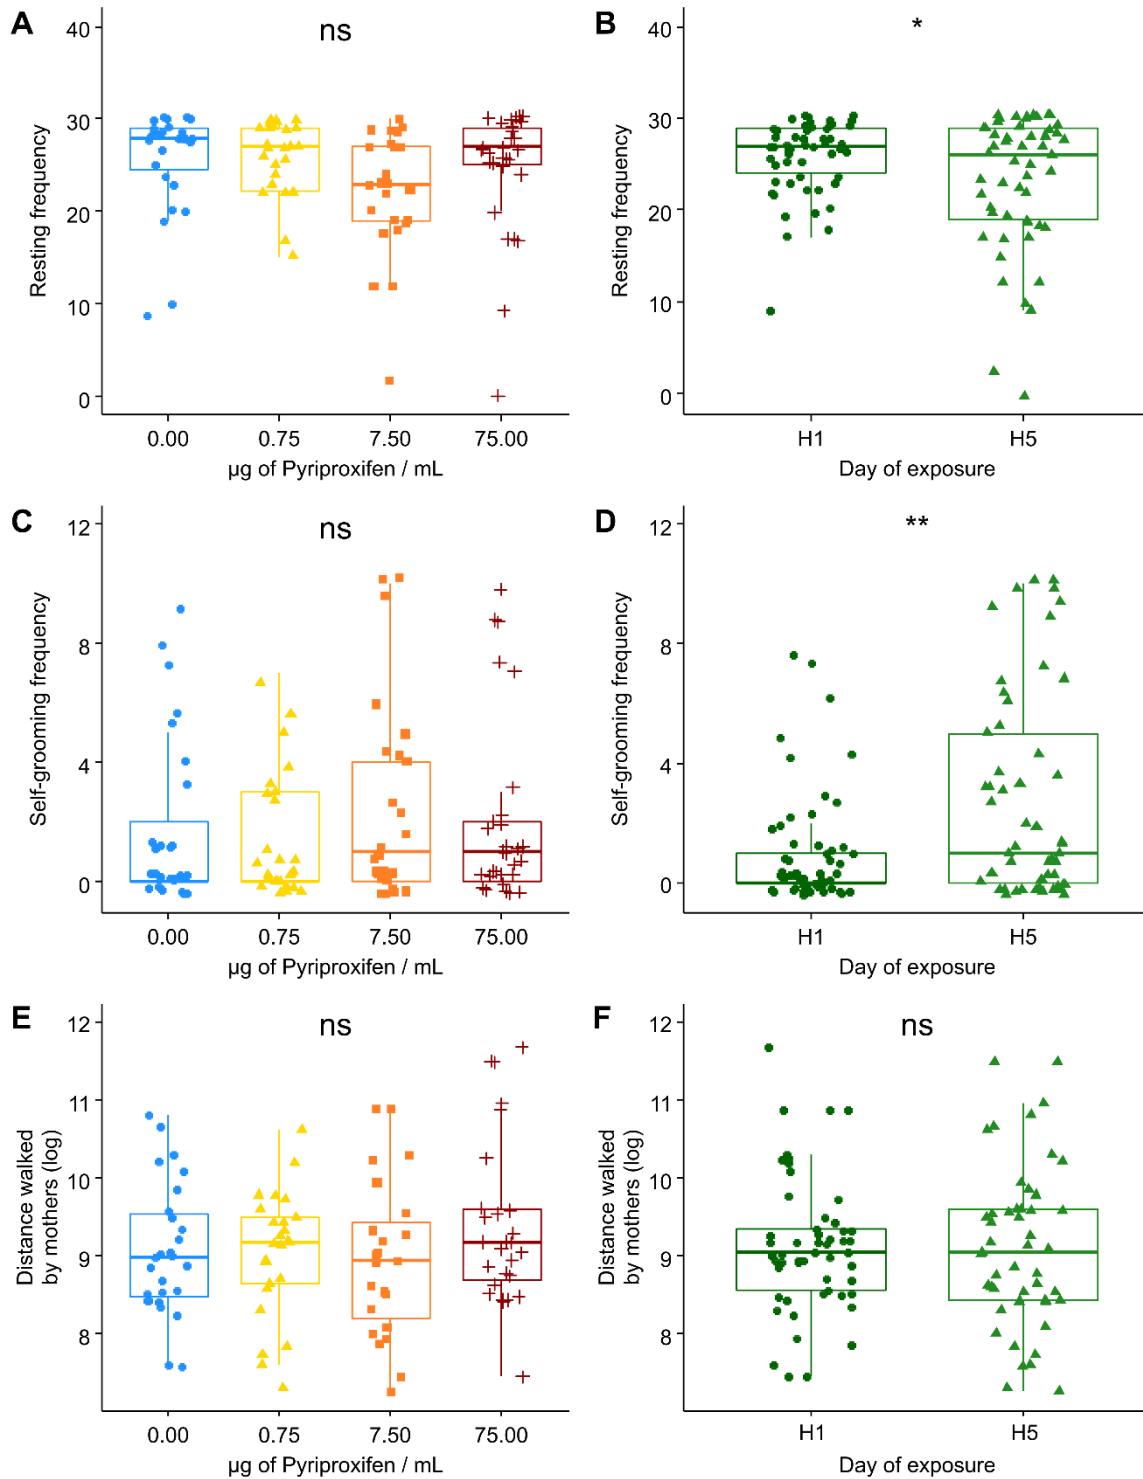 A
ns
40
30
20
10
0
Resting frequency
0.00 0.75 7.50 75.00
µg of Pyriproxifen / mL
B
*
40
30
20
10
0
Resting frequency
H1 H5
Day of exposure
C
ns
12
8
4
0
Self-grooming frequency
0.00 0.75 7.50 75.00
µg of Pyriproxifen / mL
D
**
12
8
4
0
Self-grooming frequency
H1 H5
Day of exposure
E
ns
12
11
10
9
8
Distance walked
by mothers (log)
0.00 0.75 7.50 75.00
µg of Pyriproxifen / mL
F
ns
12
11
10
9
8
Distance walked
by mothers (log)
H1 H5
Day of exposure